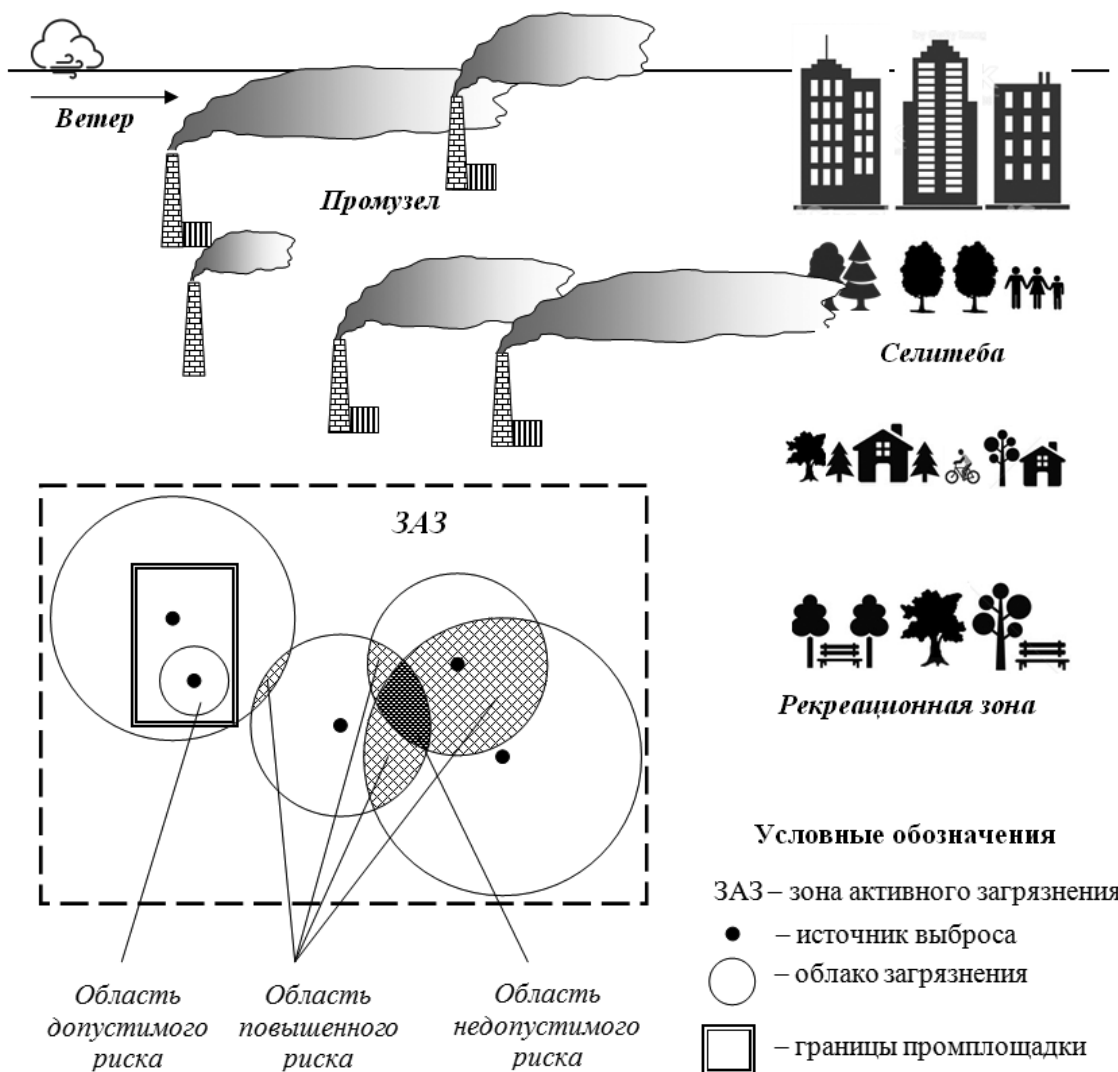 Ветер
Промузел
Селитеба
ЗАЗ
Рекреационная зона
Условные обозначения
ЗАЗ – зона активного загрязнения
– источник выброса
– облако загрязнения
– границы промплощадки
Область
допустимого
риска
Область
повышенного
риска
Область
недопустимого
риска